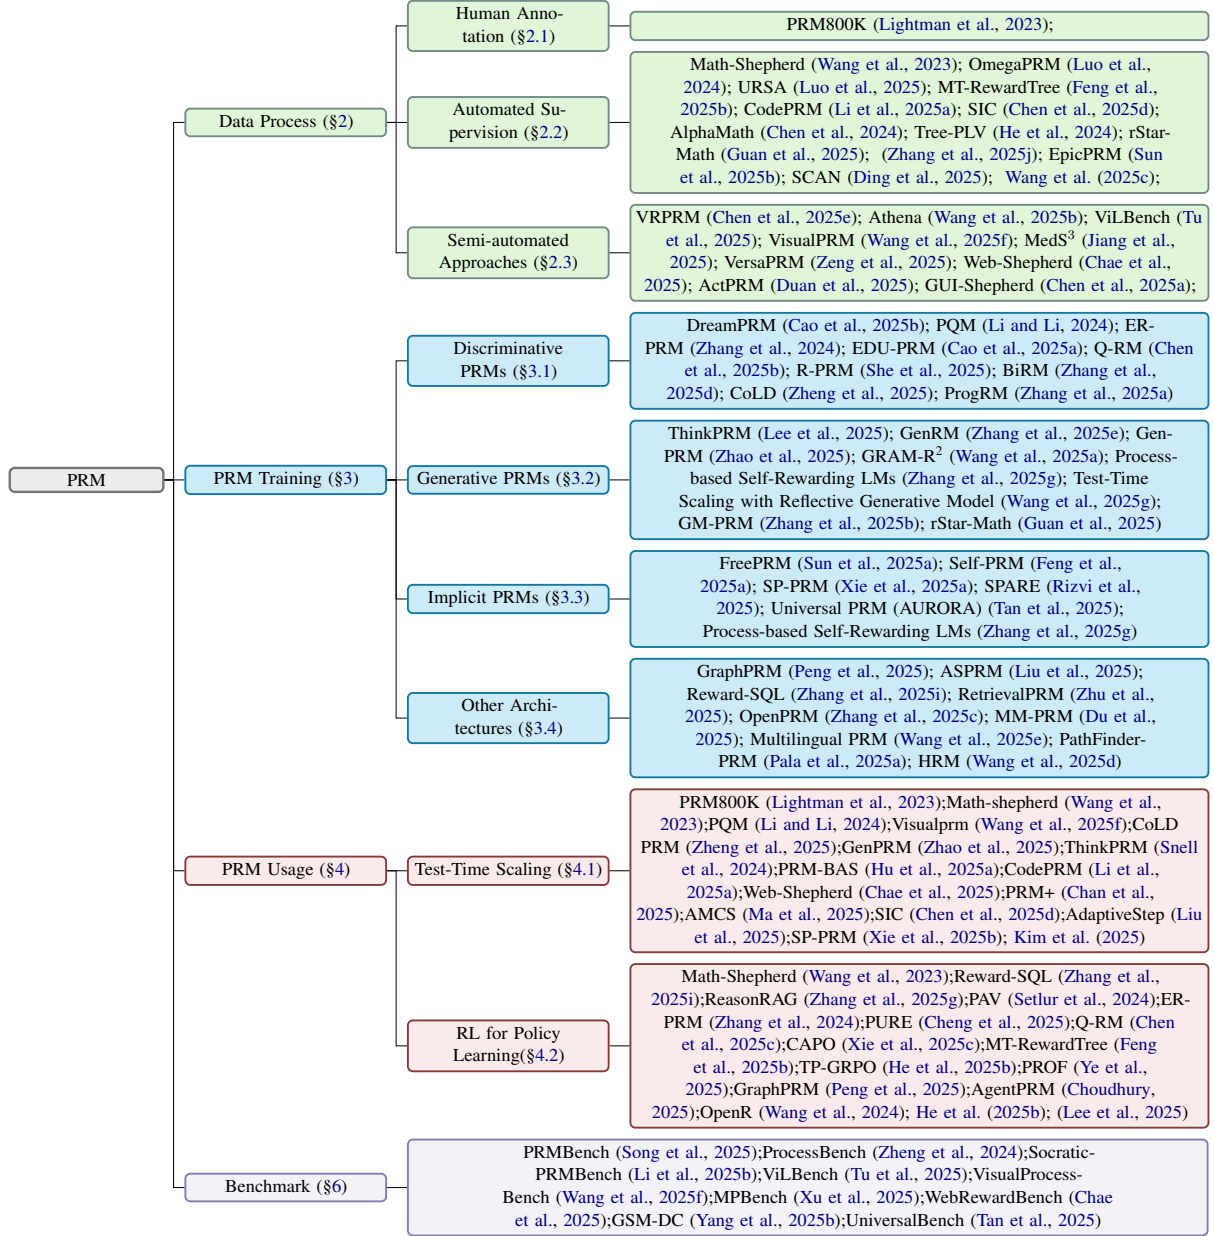 PRM
Data Process (§2)
Human Anno-
tation (§2.1)
PRM800K (Lightman et al., 2023);
Automated Su-
pervision (§2.2)
Math-Shepherd (Wang et al., 2023); OmegaPRM (Luo et al.,
2024); URSA (Luo et al., 2025); MT-RewardTree (Feng et al.,
2025b); CodePRM (Li et al., 2025a); SIC (Chen et al., 2025d);
AlphaMath (Chen et al., 2024); Tree-PLV (He et al., 2024); rStar-
Math (Guan et al., 2025); (Zhang et al., 2025j); EpicPRM (Sun
et al., 2025b); SCAN (Ding et al., 2025); Wang et al. (2025c);
Semi-automated
Approaches (§2.3)
VRPRM (Chen et al., 2025e); Athena (Wang et al., 2025b); ViLBench (Tu
et al., 2025); VisualPRM (Wang et al., 2025f); MedS³ (Jiang et al.,
2025); VersaPRM (Zeng et al., 2025); Web-Shepherd (Chae et al.,
2025); ActPRM (Duan et al., 2025); GUI-Shepherd (Chen et al., 2025a);
PRM Training (§3)
Discriminative
PRMs (§3.1)
DreamPRM (Cao et al., 2025b); PQM (Li and Li, 2024); ER-
PRM (Zhang et al., 2024); EDU-PRM (Cao et al., 2025a); Q-RM (Chen
et al., 2025b); R-PRM (She et al., 2025); BiRM (Zhang et al.,
2025d); CoLD (Zheng et al., 2025); ProgRM (Zhang et al., 2025a)
Generative PRMs (§3.2)
ThinkPRM (Lee et al., 2025); GenRM (Zhang et al., 2025e); Gen-
PRM (Zhao et al., 2025); GRAM-R² (Wang et al., 2025a); Process-
based Self-Rewarding LMs (Zhang et al., 2025g); Test-Time
Scaling with Reflective Generative Model (Wang et al., 2025g);
GM-PRM (Zhang et al., 2025b); rStar-Math (Guan et al., 2025)
Implicit PRMs (§3.3)
FreePRM (Sun et al., 2025a); Self-PRM (Feng et al.,
2025a); SP-PRM (Xie et al., 2025a); SPARE (Rizvi et al.,
2025); Universal PRM (AURORA) (Tan et al., 2025);
Process-based Self-Rewarding LMs (Zhang et al., 2025g)
Other Archi-
tectures (§3.4)
GraphPRM (Peng et al., 2025); ASPRM (Liu et al., 2025);
Reward-SQL (Zhang et al., 2025i); RetrievalPRM (Zhu et al.,
2025); OpenPRM (Zhang et al., 2025c); MM-PRM (Du et al.,
2025); Multilingual PRM (Wang et al., 2025e); PathFinder-
PRM (Pala et al., 2025a); HRM (Wang et al., 2025d)
PRM Usage (§4)
Test-Time Scaling (§4.1)
PRM800K (Lightman et al., 2023);Math-shepherd (Wang et al.,
2023);PQM (Li and Li, 2024);Visualprm (Wang et al., 2025f);CoLD
PRM (Zheng et al., 2025);GenPRM (Zhao et al., 2025);ThinkPRM (Snell
et al., 2024);PRM-BAS (Hu et al., 2025a);CodePRM (Li et al.,
2025a);Web-Shepherd (Chae et al., 2025);PRM+ (Chan et al.,
2025);AMCS (Ma et al., 2025);SIC (Chen et al., 2025d);AdaptiveStep (Liu
et al., 2025);SP-PRM (Xie et al., 2025b); Kim et al. (2025)
RL for Policy
Learning(§4.2)
Math-Shepherd (Wang et al., 2023);Reward-SQL (Zhang et al.,
2025i);ReasonRAG (Zhang et al., 2025g);PAV (Setlur et al., 2024);ER-
PRM (Zhang et al., 2024);PURE (Cheng et al., 2025);Q-RM (Chen
et al., 2025c);CAPO (Xie et al., 2025c);MT-RewardTree (Feng
et al., 2025b);TP-GRPO (He et al., 2025b);PROF (Ye et al.,
2025);GraphPRM (Peng et al., 2025);AgentPRM (Choudhury,
2025);OpenR (Wang et al., 2024); He et al. (2025b); (Lee et al., 2025)
Benchmark (§6)
PRMBench (Song et al., 2025);ProcessBench (Zheng et al., 2024);Socratic-
PRMBench (Li et al., 2025b);ViLBench (Tu et al., 2025);VisualProcess-
Bench (Wang et al., 2025f);MPBench (Xu et al., 2025);WebRewardBench (Chae
et al., 2025);GSM-DC (Yang et al., 2025b);UniversalBench (Tan et al., 2025)